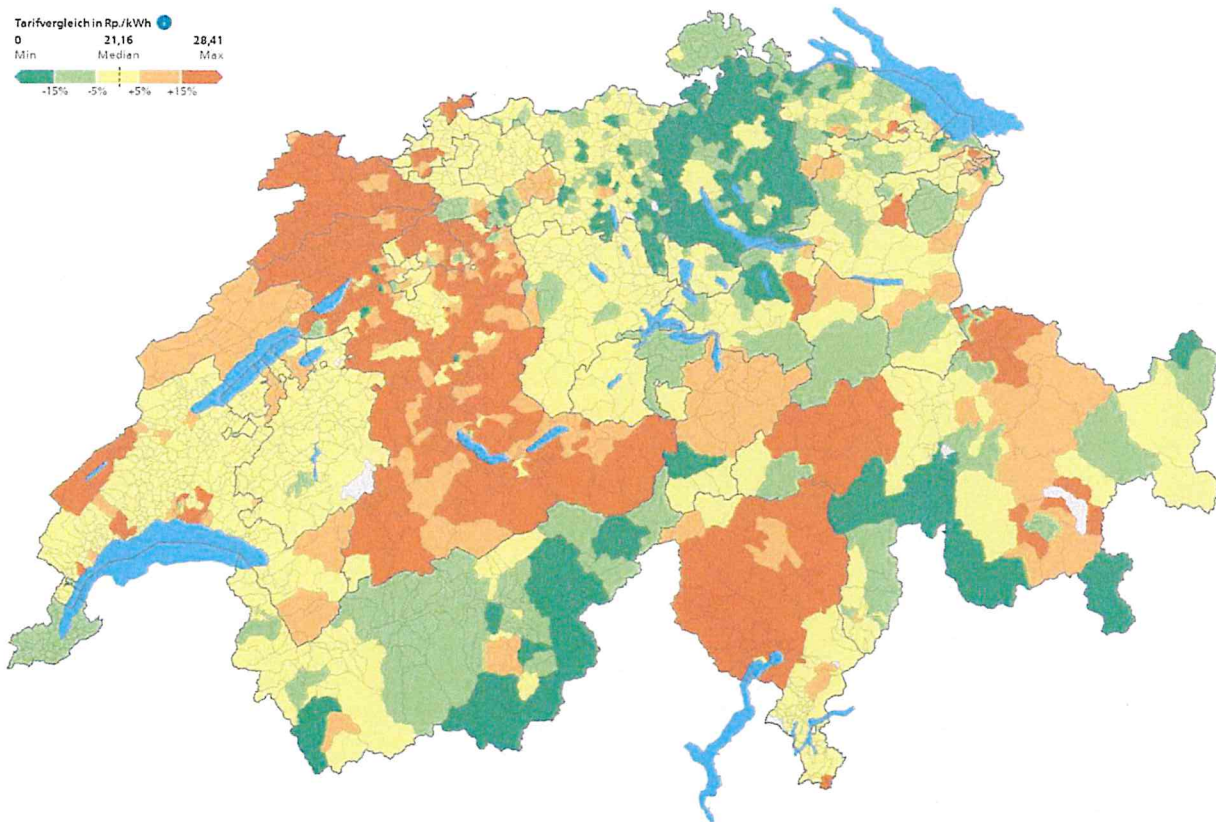 Tarifvergleich in Rp./kWh
0 21,16 28,41
Min Median Max
-15% -5% +5% +15%